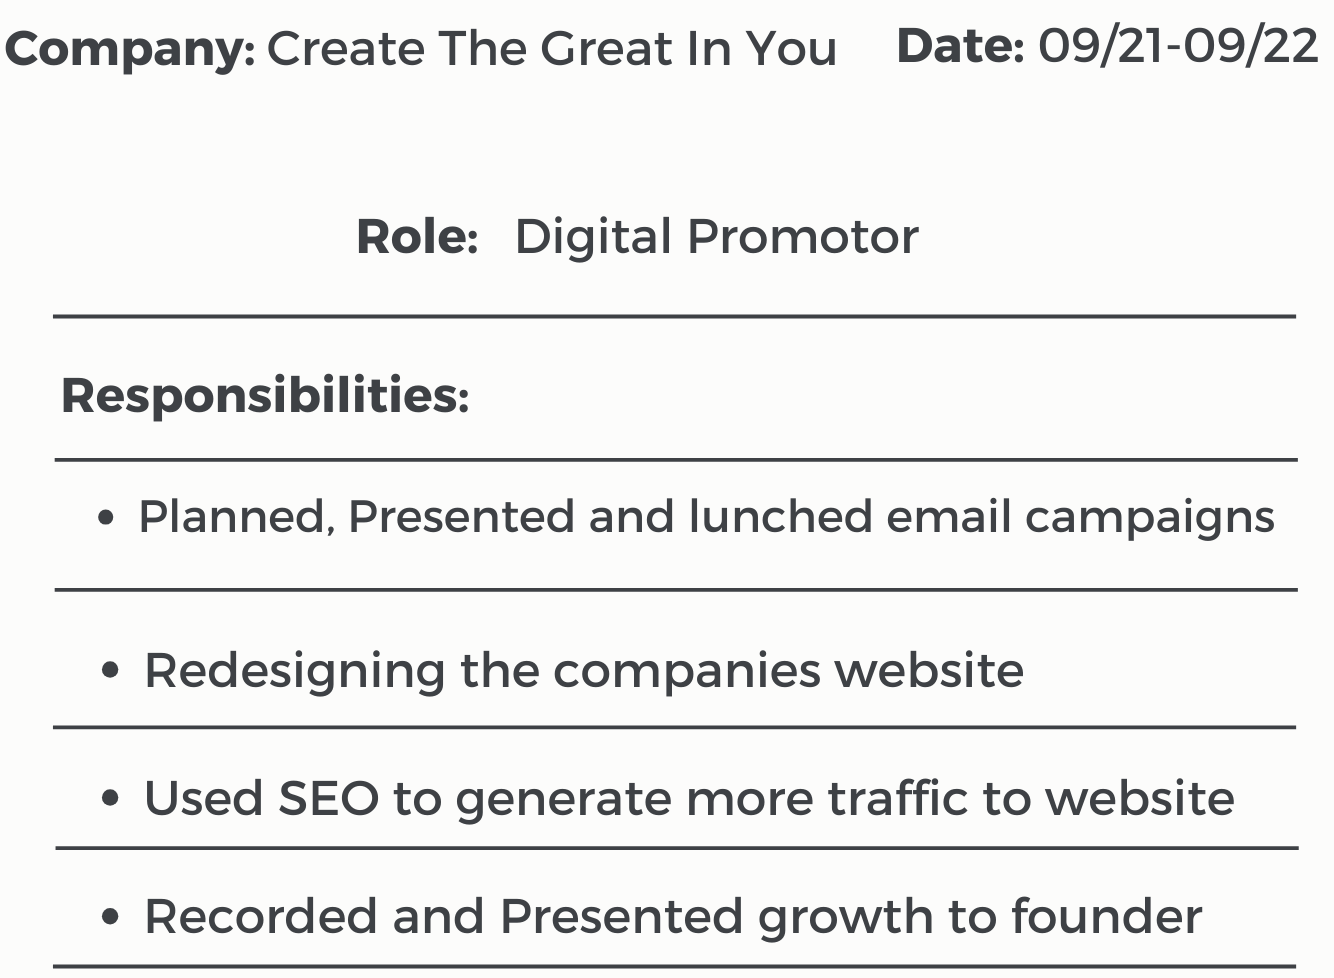 Company: Create The Great In You Date: 09/21-09/22
Role: Digital Promotor
Responsibilities:
• Planned, Presented and lunched email campaigns
• Redesigning the companies website
• Used SEO to generate more traffic to website
• Recorded and Presented growth to founder